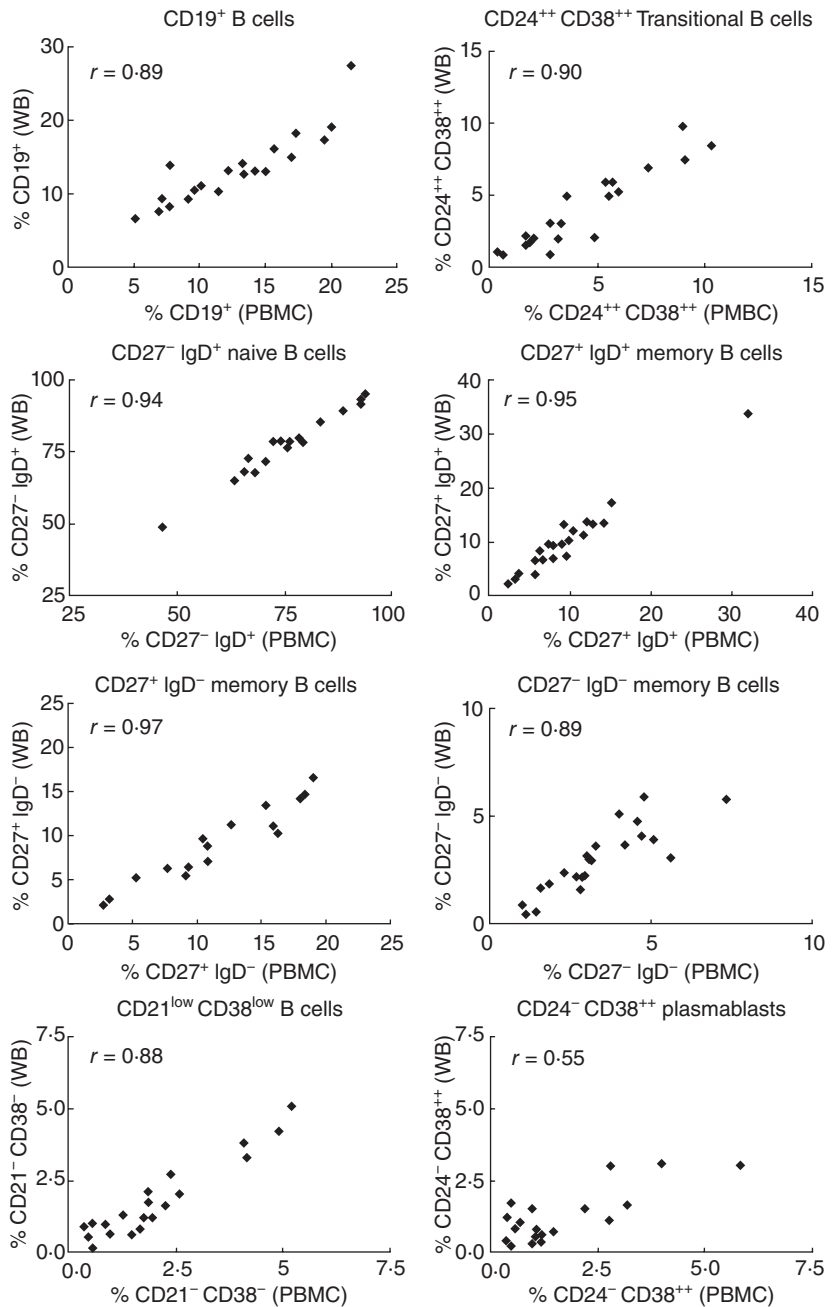 CD19⁺ B cells
r = 0·89
% CD19⁺ (WB)
30
20
10
0
0 5 10 15 20 25
% CD19⁺ (PBMC)
CD24⁺⁺ CD38⁺⁺ Transitional B cells
r = 0·90
% CD24⁺⁺ CD38⁺⁺ (WB)
15
10
5
0
0 5 10 15
% CD24⁺⁺ CD38⁺⁺ (PMBC)
CD27⁻ IgD⁺ naive B cells
r = 0·94
% CD27⁻ IgD⁺ (WB)
100
75
50
25
25 50 75 100
% CD27⁻ IgD⁺ (PBMC)
CD27⁺ IgD⁺ memory B cells
r = 0·95
% CD27⁺ IgD⁺ (WB)
40
30
20
10
0
0 10 20 30 40
% CD27⁺ IgD⁺ (PBMC)
CD27⁺ IgD⁻ memory B cells
r = 0·97
% CD27⁺ IgD⁻ (WB)
25
20
15
10
5
0
0 5 10 15 20 25
% CD27⁺ IgD⁻ (PBMC)
CD27⁻ IgD⁻ memory B cells
r = 0·89
% CD27⁻ IgD⁻ (WB)
10
5
0
0 5 10
% CD27⁻ IgD⁻ (PBMC)
CD21ˡᵒʷ CD38ˡᵒʷ B cells
r = 0·88
% CD21⁻ CD38⁻ (WB)
7·5
5·0
2·5
0·0
0·0 2·5 5 7·5
% CD21⁻ CD38⁻ (PBMC)
CD24⁻ CD38⁺⁺ plasmablasts
r = 0·55
% CD24⁻ CD38⁺⁺ (WB)
7·5
5·0
2·5
0·0
0·0 2·5 5·0 7·5
% CD24⁻ CD38⁺⁺ (PBMC)